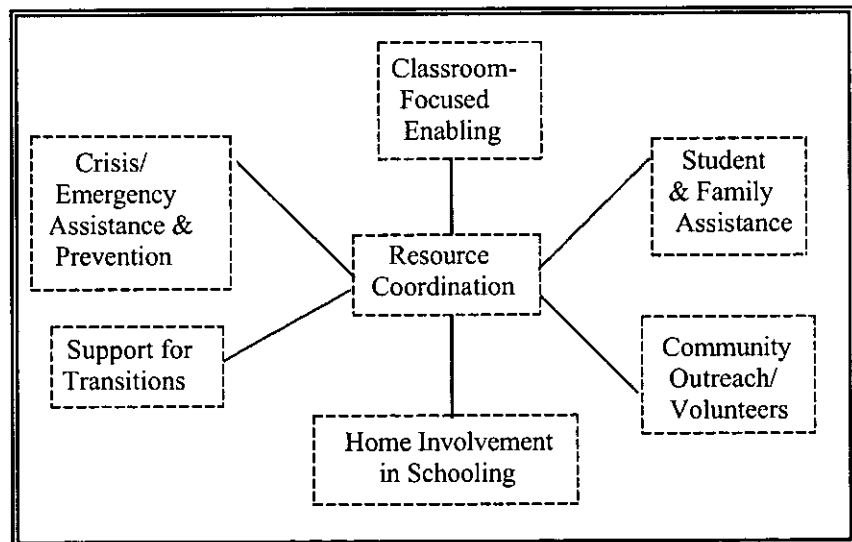 Classroom-
Focused
Enabling
Crisis/
Emergency
Assistance &
Prevention
Student
& Family
Assistance
Resource
Coordination
Support for
Transitions
Community
Outreach/
Volunteers
Home Involvement
in Schooling